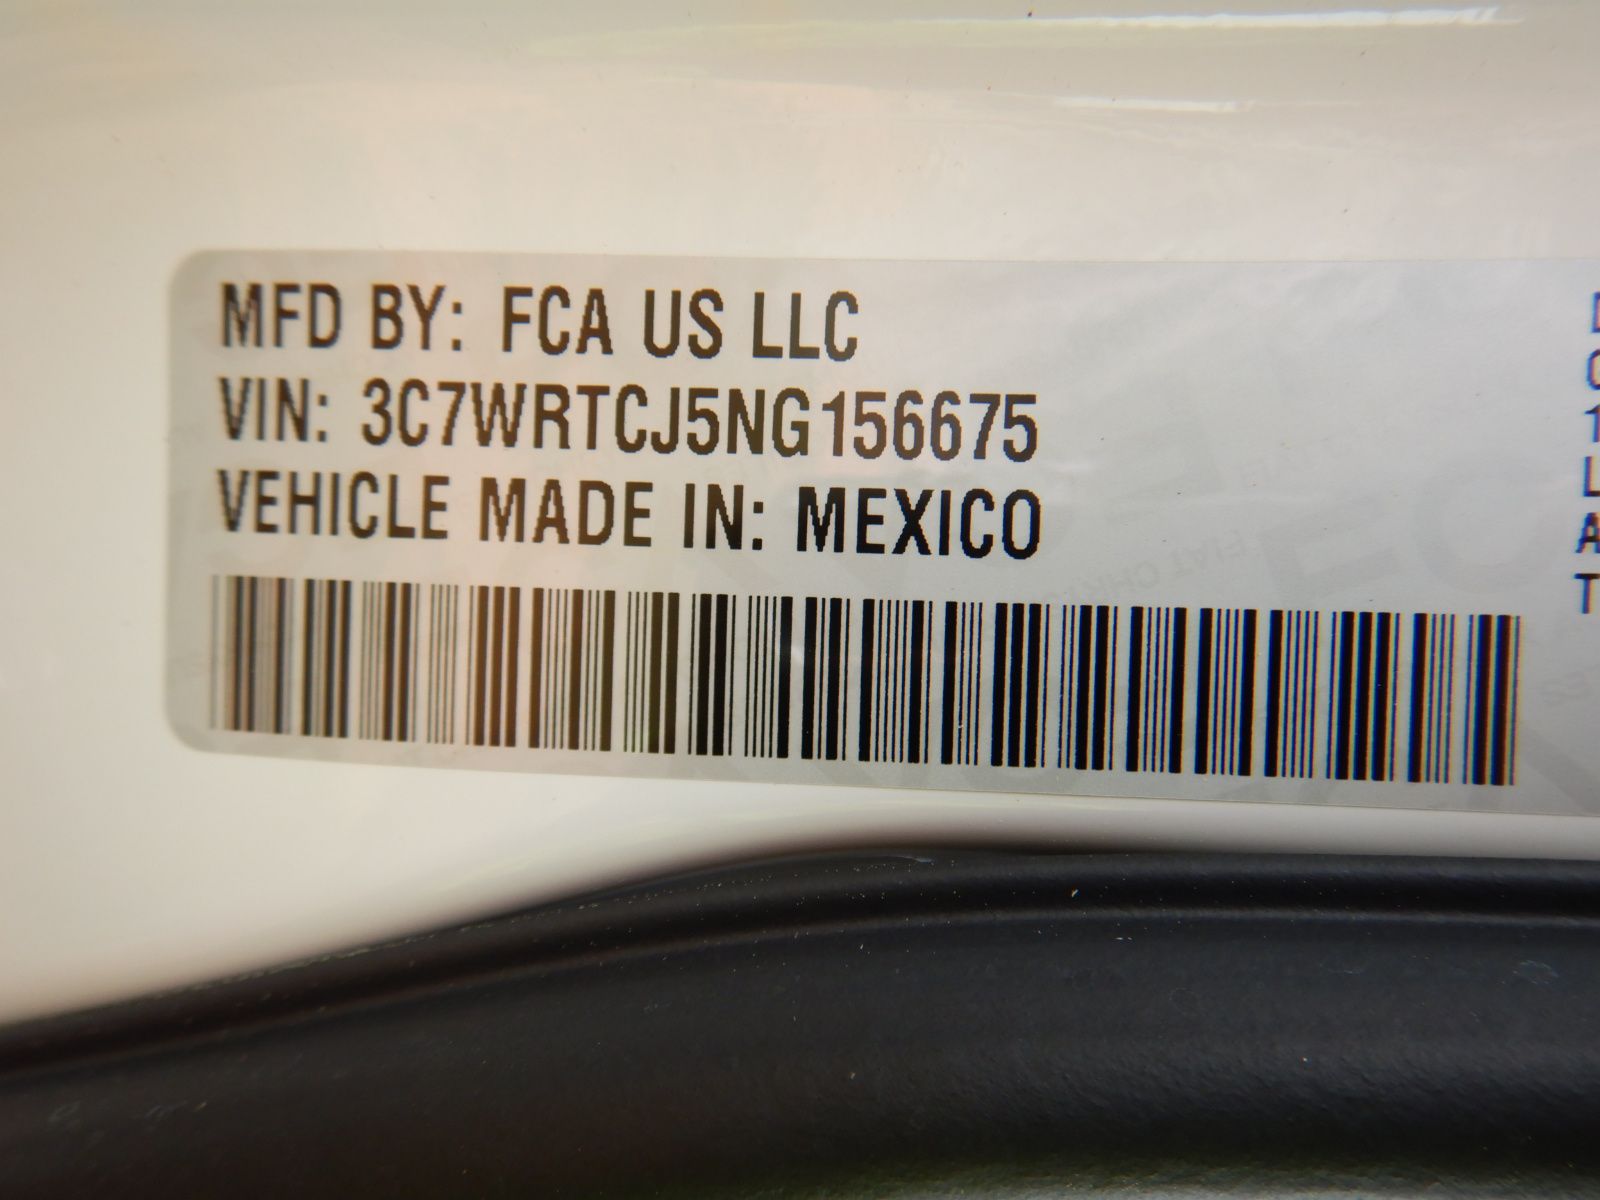 MFD BY: FCA US LLC
VIN: 3C7WRTCJ5NG156675
VEHICLE MADE IN: MEXICO